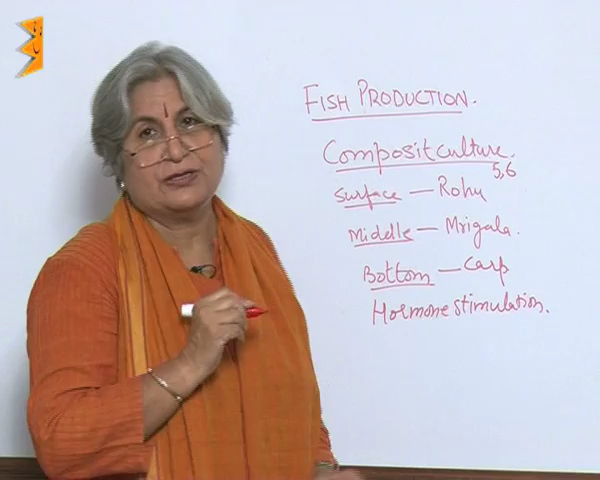 FISH PRODUCTION.
Compositculture.
5,6
Surface — Rohu
Middle — Mrigala.
Bottom — Carp
Hormone stimulation.